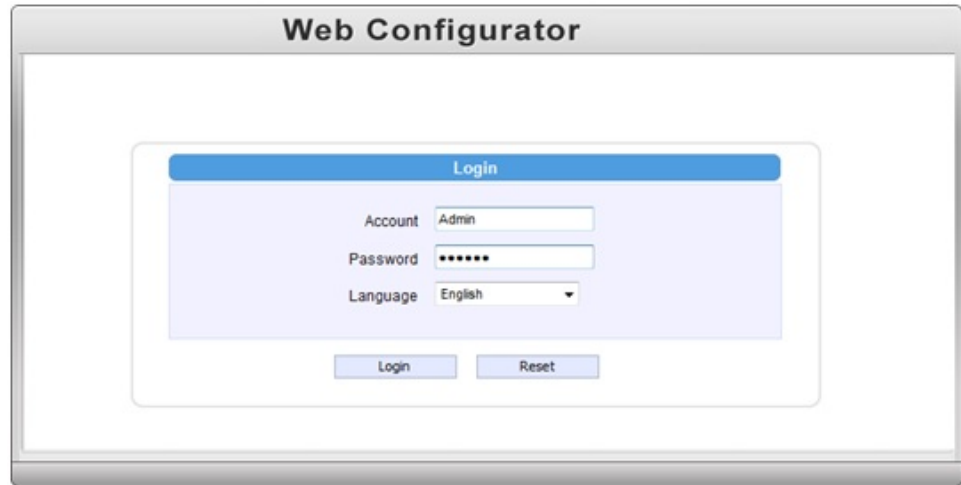 Web Configurator
Login
Account Admin
Password ••••••
Language English
Login Reset